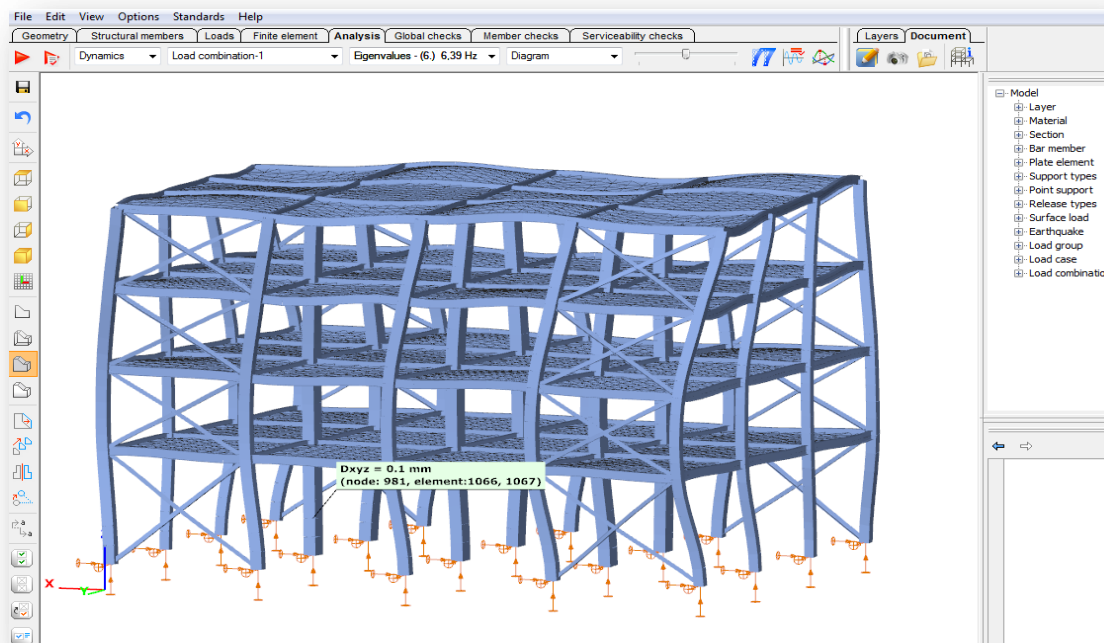 File Edit View Options Standards Help
Geometry Structural members Loads Finite element Analysis Global checks Member checks Serviceability checks Layers Document
Dynamics Load combination-1 Eigenvalues - (6.) 6,39 Hz Diagram
Model
Layer
Material
Section
Bar member
Plate element
Support types
Point support
Release types
Surface load
Earthquake
Load group
Load case
Load combinatio
Dxyz = 0.1 mm
(node: 981, element:1066, 1067)
X
Y